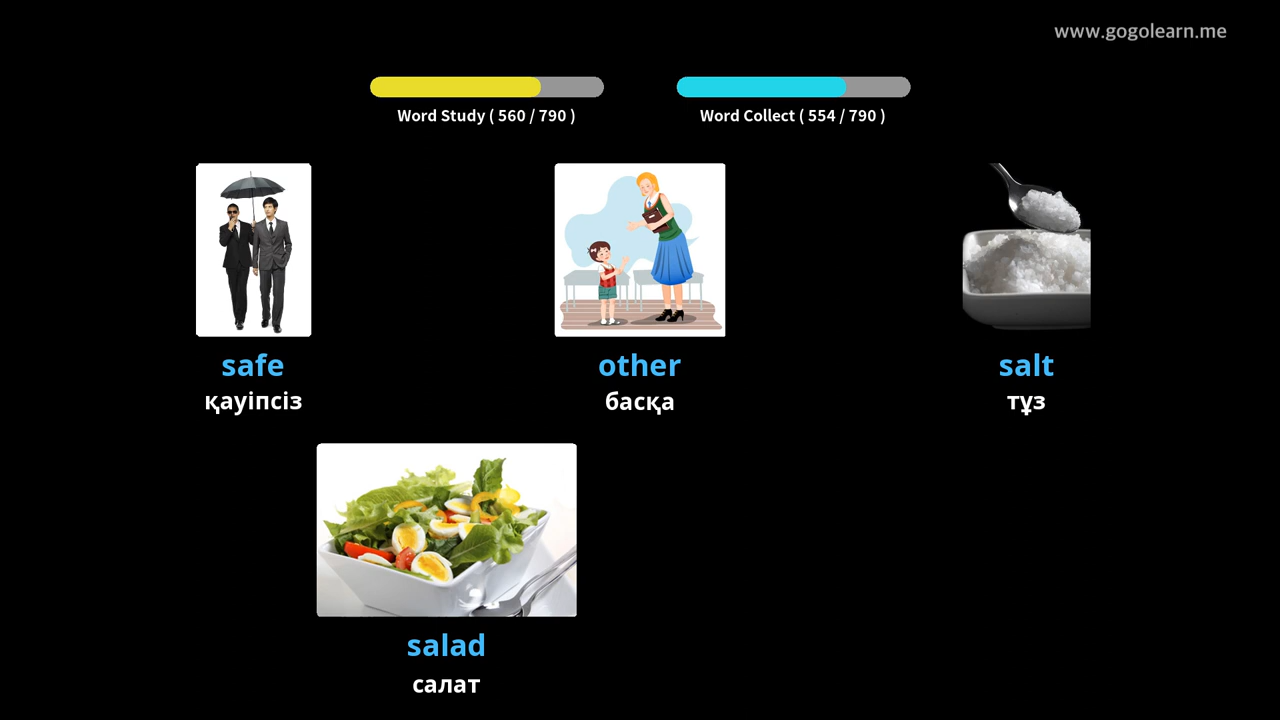 www.gogolearn.me
Word Study ( 560 / 790 )
Word Collect ( 554 / 790 )
safe
қауіпсіз
other
басқа
salt
тұз
salad
салат